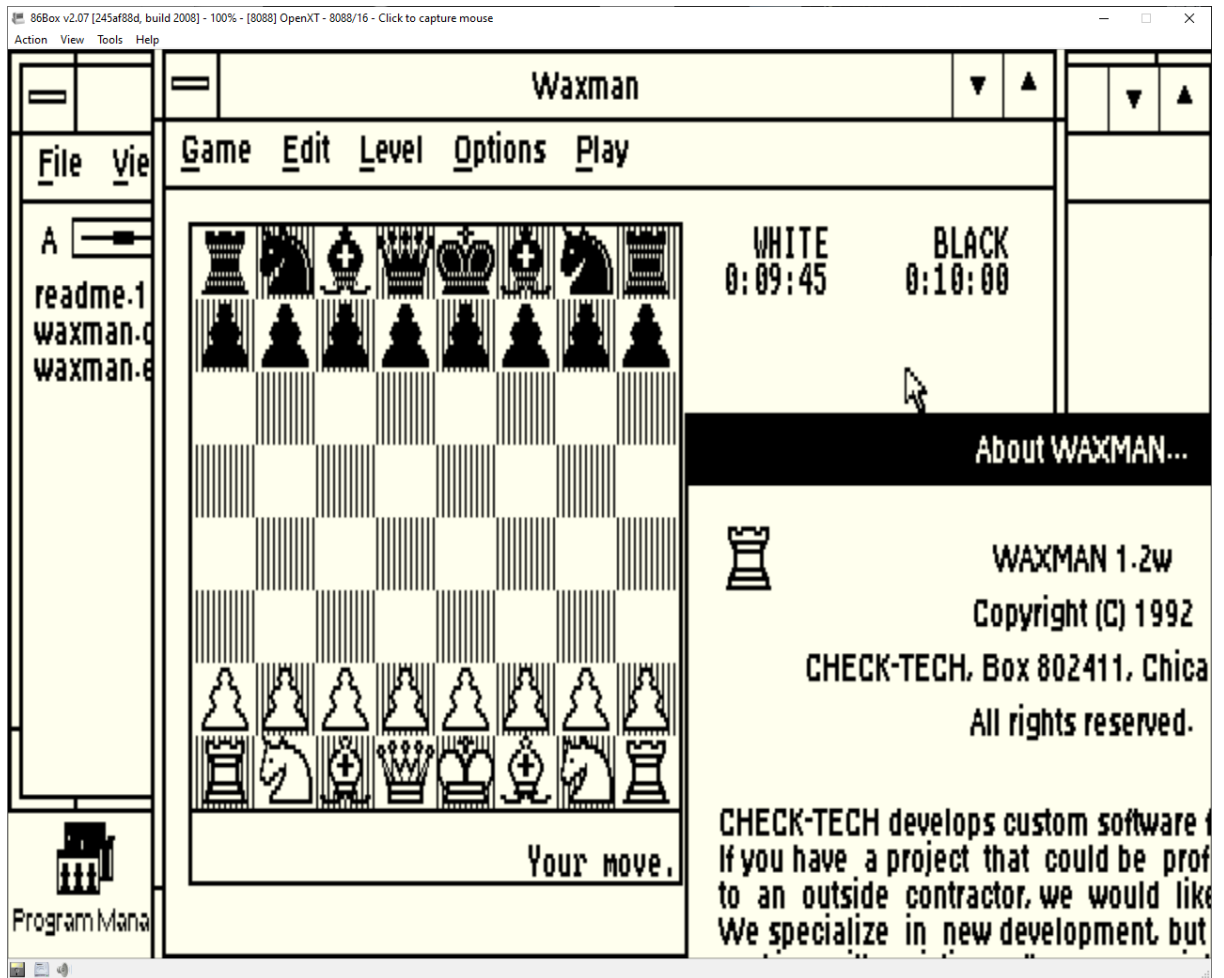 86Box v2.07 [245af88d, build 2008] - 100% - [8088] OpenXT - 8088/16 - Click to capture mouse
Action View Tools Help
Waxman
Game Edit Level Options Play
File Vie
A
readme.t
waxman.
waxman.e
WHITE BLACK
0:09:45 0:10:00
About WAXMAN...
WAXMAN 1.2w
Copyright (C) 1992
CHECK-TECH, Box 802411, Chica
All rights reserved.
CHECK-TECH develops custom software
If you have a project that could be prof
to an outside contractor, we would like
We specialize in new development, but
Your move.
Program Mana